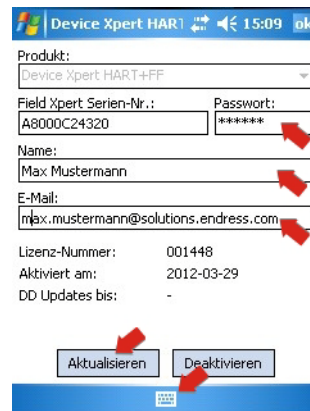 Device Xpert HART 15:09 ok
Produkt:
Device Xpert HART+FF
Field Xpert Serien-Nr.: Passwort:
A8000C24320 ******
Name:
Max Mustermann
E-Mail:
max.mustermann@solutions.endress.com
Lizenz-Nummer: 001448
Aktiviert am: 2012-03-29
DD Updates bis: -
Aktualisieren Deaktivieren